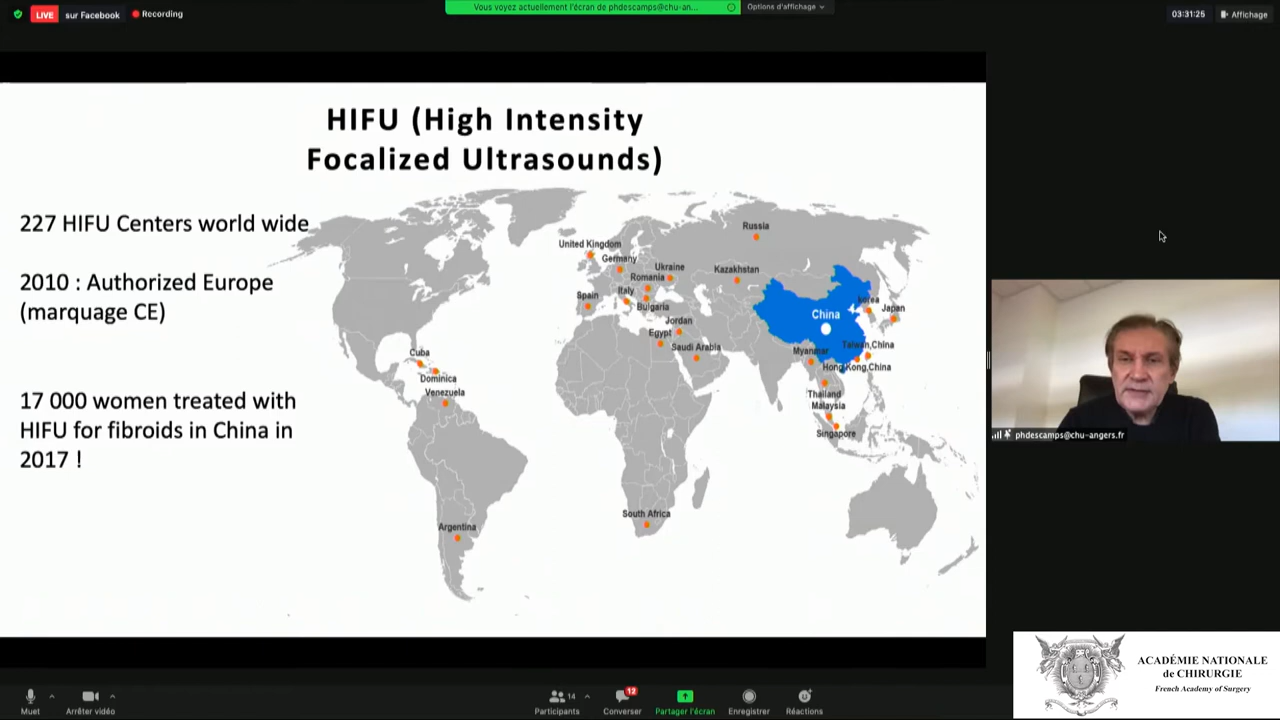 LIVE sur Facebook
Recording
Vous voyez actuellement l'écran de phdescamps@chu-an...
Options d'affichage
03:31:25
Affichage
HIFU (High Intensity
Focalized Ultrasounds)
227 HIFU Centers world wide
2010 : Authorized Europe
(marquage CE)
17 000 women treated with
HIFU for fibroids in China in
2017 !
Russia
United Kingdom
Germany
Ukraine
Kazakhstan
Romania
Italy
Spain
Bulgaria
Korea
Japan
China
Jordan
Egypt
Saudi Arabia
Taiwan,China
Myanmar
Hong Kong,China
Cuba
Dominica
Venezuela
Thailand
Malaysia
Singapore
South Africa
Argentina
phdescamps@chu-angers.fr
ACADÉMIE NATIONALE
de CHIRURGIE
French Academy of Surgery
Muet
Arrêter vidéo
14
Participants
12
Converser
Partager l'écran
Enregistrer
Réactions